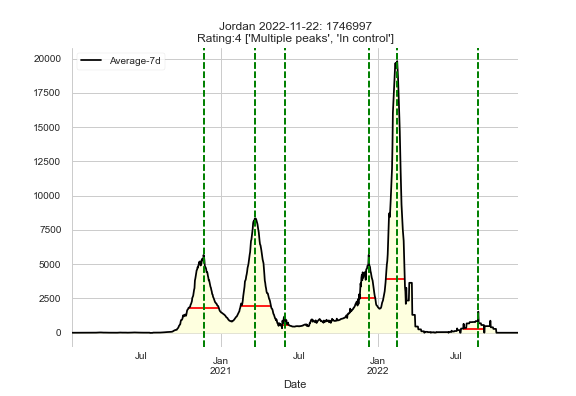 Jordan 2022-11-22: 1746997
Rating:4 ['Multiple peaks', 'In control']
Average-7d
20000
17500
15000
12500
10000
7500
5000
2500
0
Jul
Jan
2021
Jul
Jan
2022
Jul
Date